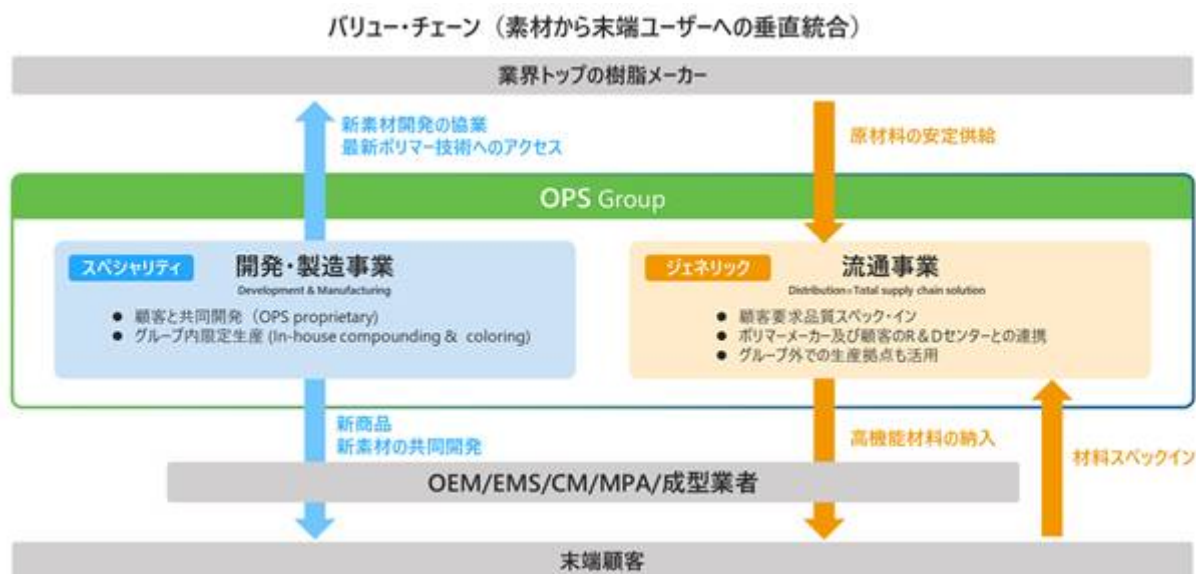 バリュー・チェーン（素材から末端ユーザーへの垂直統合）
業界トップの樹脂メーカー
新素材開発の協業
最新ポリマー技術へのアクセス
原材料の安定供給
OPS Group
スペシャリティ
開発・製造事業
Development & Manufacturing
● 顧客と共同開発（OPS proprietary)
● グループ内限定生産 (In-house compounding & coloring)
ジェネリック
流通事業
Distribution=Total supply chain solution
● 顧客要求品質スペック・イン
● ポリマーメーカー及び顧客のR＆Dセンターとの連携
● グループ外での生産拠点も活用
新商品
新素材の共同開発
高機能材料の納入
材料スペックイン
OEM/EMS/CM/MPA/成型業者
末端顧客